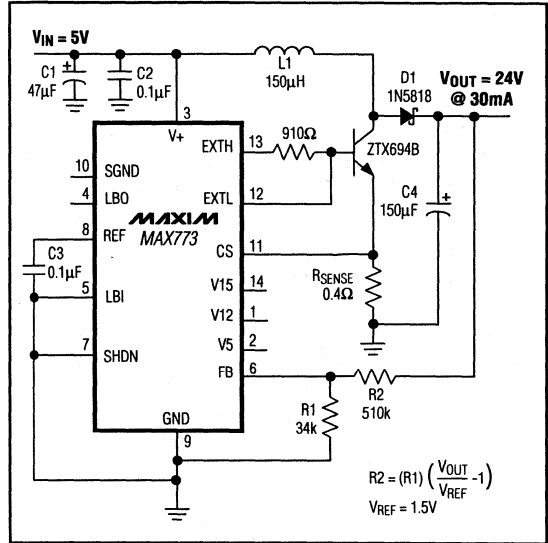 VIN = 5V
C1
47µF
C2
0.1µF
L1
150µH
D1
1N5818
VOUT = 24V
@ 30mA
3
V+
EXTH
13
910Ω
ZTX694B
10
SGND
4
LBO
EXTL
12
MAXIM
MAX773
8
REF
CS
11
C4
150µF
C3
0.1µF
RSENSE
0.4Ω
5
LBI
V15
14
V12
1
7
SHDN
V5
2
FB
6
R1
34k
R2
510k
GND
9
R2 = (R1) (VOUT/VREF -1)
VREF = 1.5V